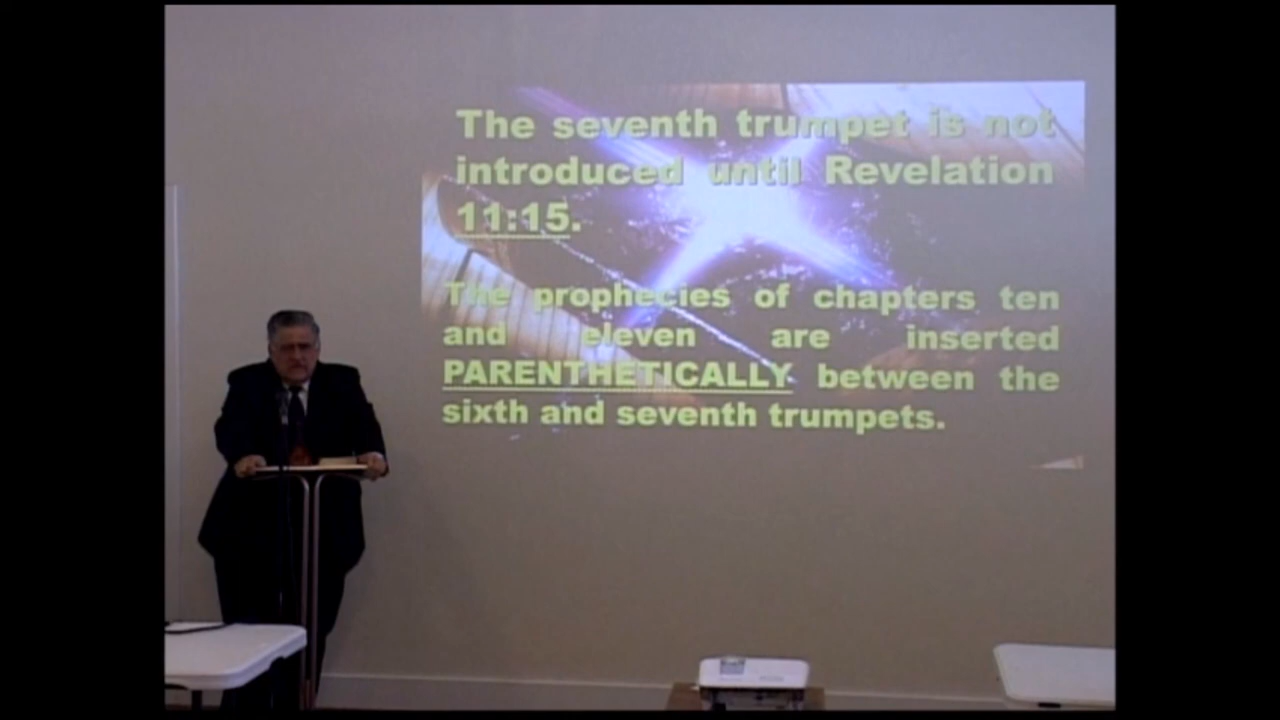 The seventh trumpet is not
introduced until Revelation
11:15.
The prophecies of chapters ten
and eleven are inserted
PARENTHETICALLY between the
sixth and seventh trumpets.